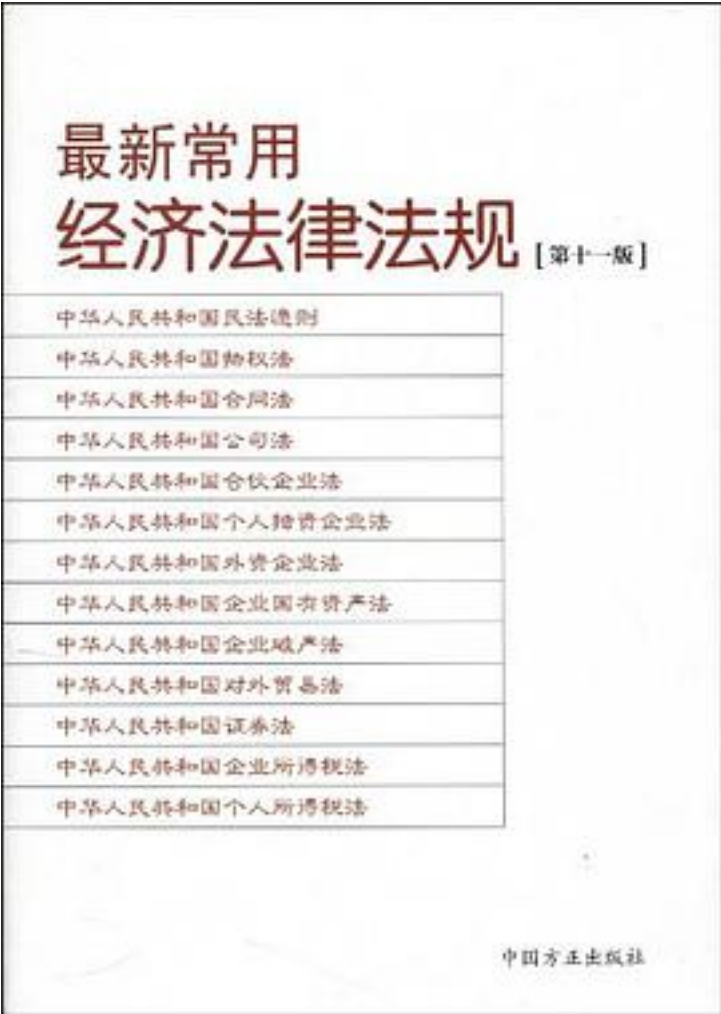 最新常用
经济法律法规[第十一版]
中华人民共和国民法通则
中华人民共和国物权法
中华人民共和国合同法
中华人民共和国公司法
中华人民共和国合伙企业法
中华人民共和国个人独资企业法
中华人民共和国外资企业法
中华人民共和国企业国有资产法
中华人民共和国企业破产法
中华人民共和国对外贸易法
中华人民共和国证券法
中华人民共和国企业所得税法
中华人民共和国个人所得税法
中国方正出版社